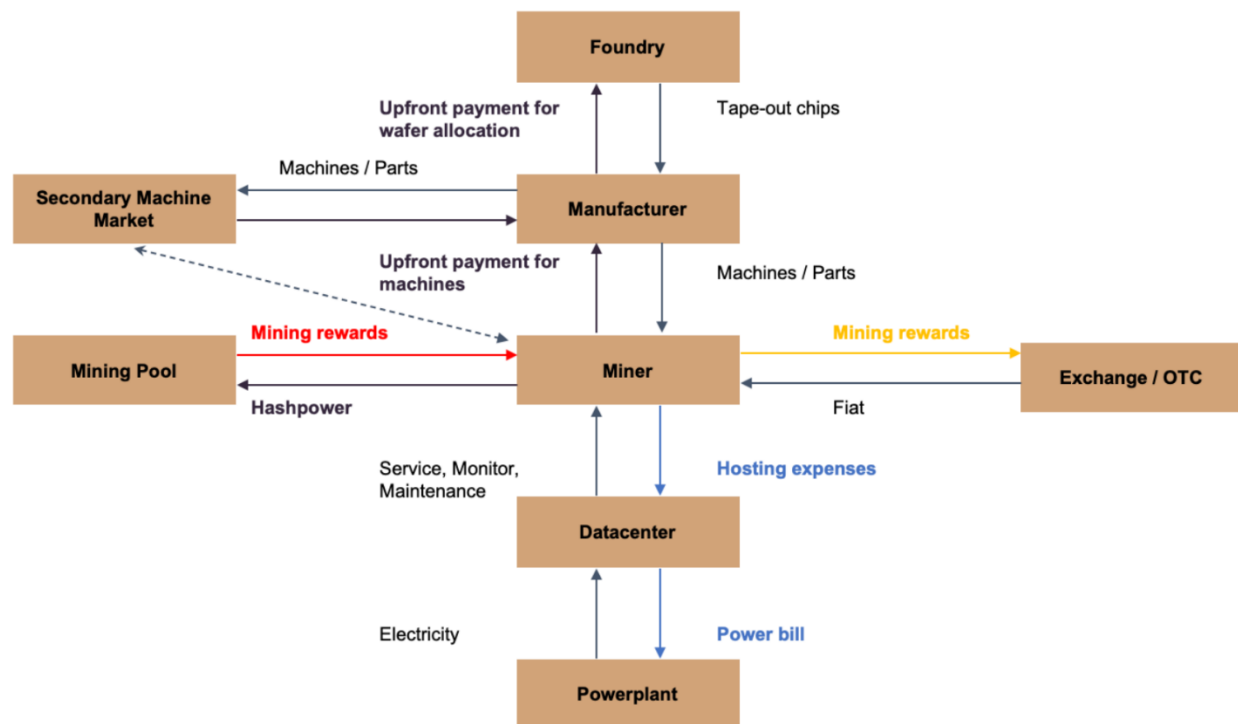 Foundry
Upfront payment for
wafer allocation
Tape-out chips
Machines / Parts
Secondary Machine
Market
Manufacturer
Upfront payment for
machines
Machines / Parts
Mining rewards
Mining rewards
Mining Pool
Miner
Exchange / OTC
Hashpower
Fiat
Service, Monitor,
Maintenance
Hosting expenses
Datacenter
Electricity
Power bill
Powerplant